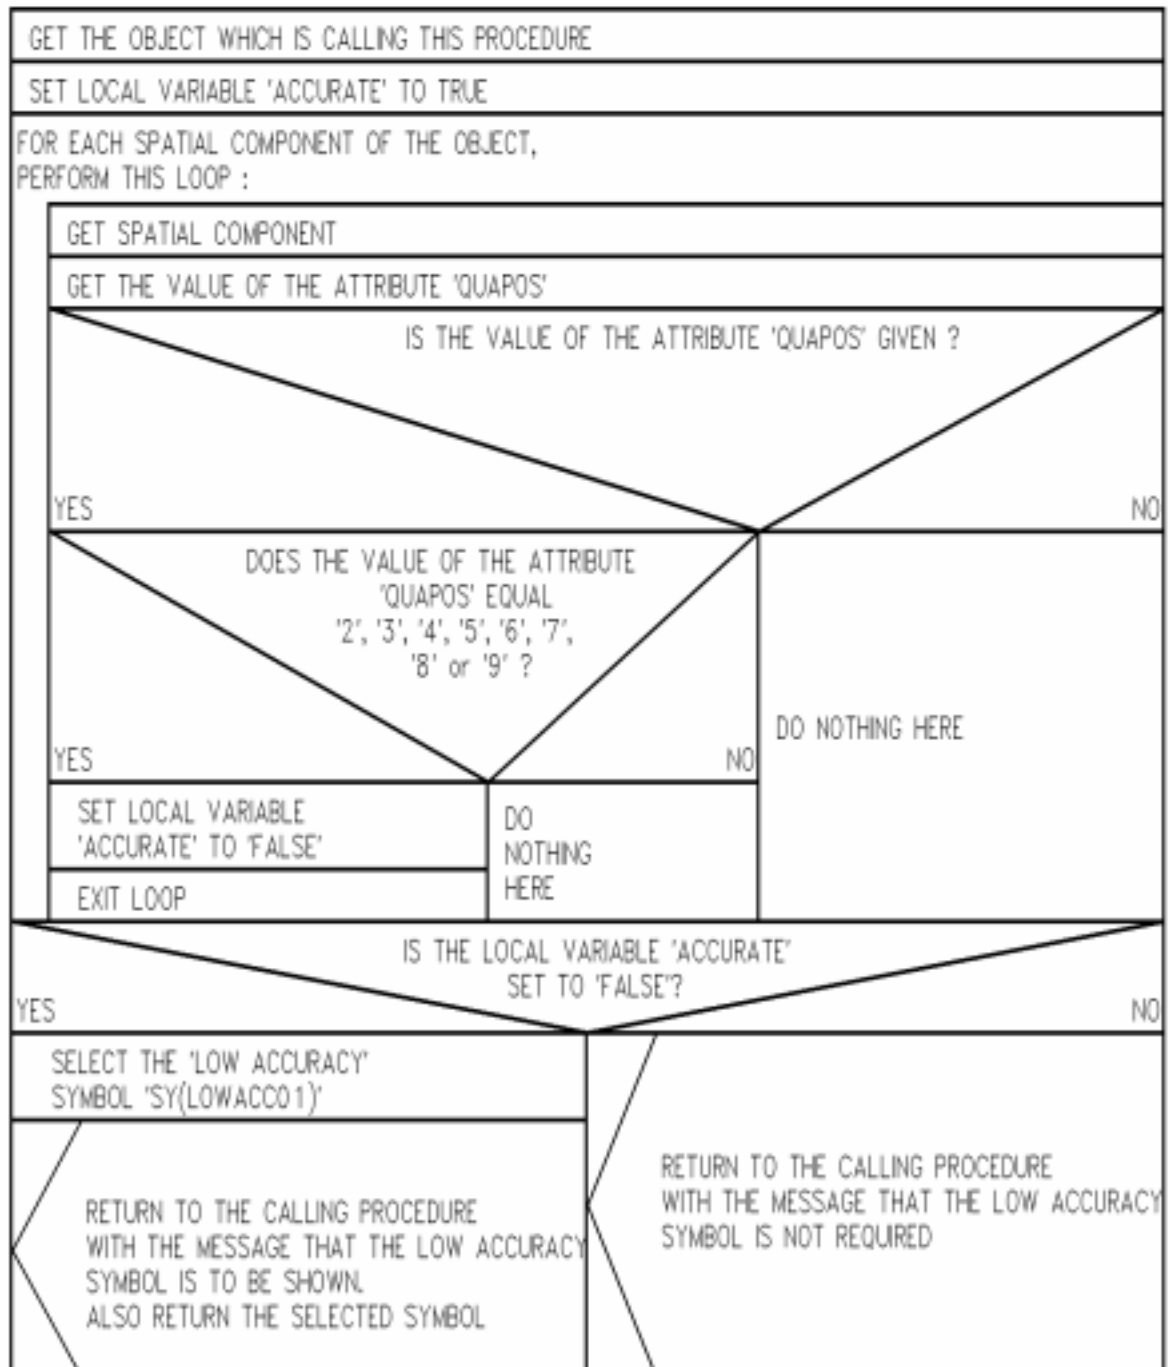 GET THE OBJECT WHICH IS CALLING THIS PROCEDURE
SET LOCAL VARIABLE 'ACCURATE' TO TRUE
FOR EACH SPATIAL COMPONENT OF THE OBJECT,
PERFORM THIS LOOP :
GET SPATIAL COMPONENT
GET THE VALUE OF THE ATTRIBUTE 'QUAPOS'
IS THE VALUE OF THE ATTRIBUTE 'QUAPOS' GIVEN ?
YES
NO
DOES THE VALUE OF THE ATTRIBUTE
'QUAPOS' EQUAL
'2', '3', '4', '5', '6', '7',
'8' or '9' ?
YES
NO
DO NOTHING HERE
SET LOCAL VARIABLE
'ACCURATE' TO 'FALSE'
EXIT LOOP
DO
NOTHING
HERE
IS THE LOCAL VARIABLE 'ACCURATE'
SET TO 'FALSE'?
YES
NO
SELECT THE 'LOW ACCURACY'
SYMBOL 'SY(LOWACC01)'
RETURN TO THE CALLING PROCEDURE
WITH THE MESSAGE THAT THE LOW ACCURACY
SYMBOL IS TO BE SHOWN.
ALSO RETURN THE SELECTED SYMBOL
RETURN TO THE CALLING PROCEDURE
WITH THE MESSAGE THAT THE LOW ACCURACY
SYMBOL IS NOT REQUIRED